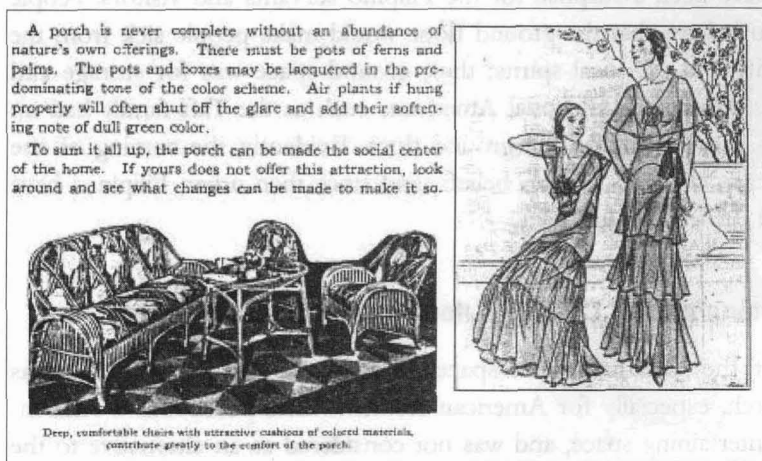 A porch is never complete without an abundance of
nature's own offerings. There must be pots of ferns and
palms. The pots and boxes may be lacquered in the pre-
dominating tone of the color scheme. Air plants if hung
properly will often shut off the glare and add their soften-
ing note of dull green color.
To sum it all up, the porch can be made the social center
of the home. If yours does not offer this attraction, look
around and see what changes can be made to make it so.
Deep, comfortable chairs with attractive cushions of colored materials,
contribute greatly to the comfort of the porch.